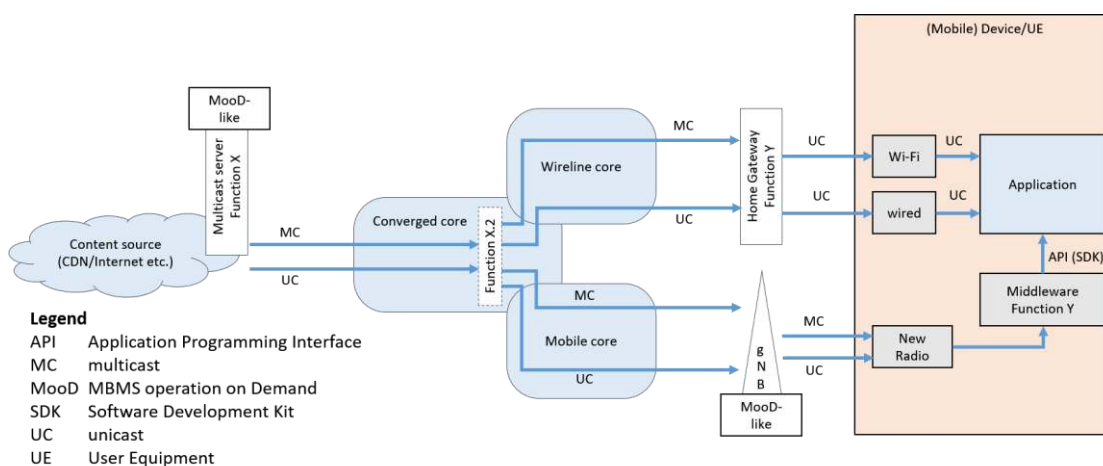 (Mobile) Device/UE
MooD-
like
Multicast server
Function X
Content source
(CDN/Internet etc.)
MC
UC
Converged core
Function X.2
Wireline core
MC
UC
Mobile core
MC
UC
Home Gateway
Function Y
UC
UC
Wi-Fi
UC
wired
UC
Application
API (SDK)
Middleware
Function Y
g
N
B
MooD-
like
MC
UC
New
Radio
Legend
API Application Programming Interface
MC multicast
MooD MBMS operation on Demand
SDK Software Development Kit
UC unicast
UE User Equipment